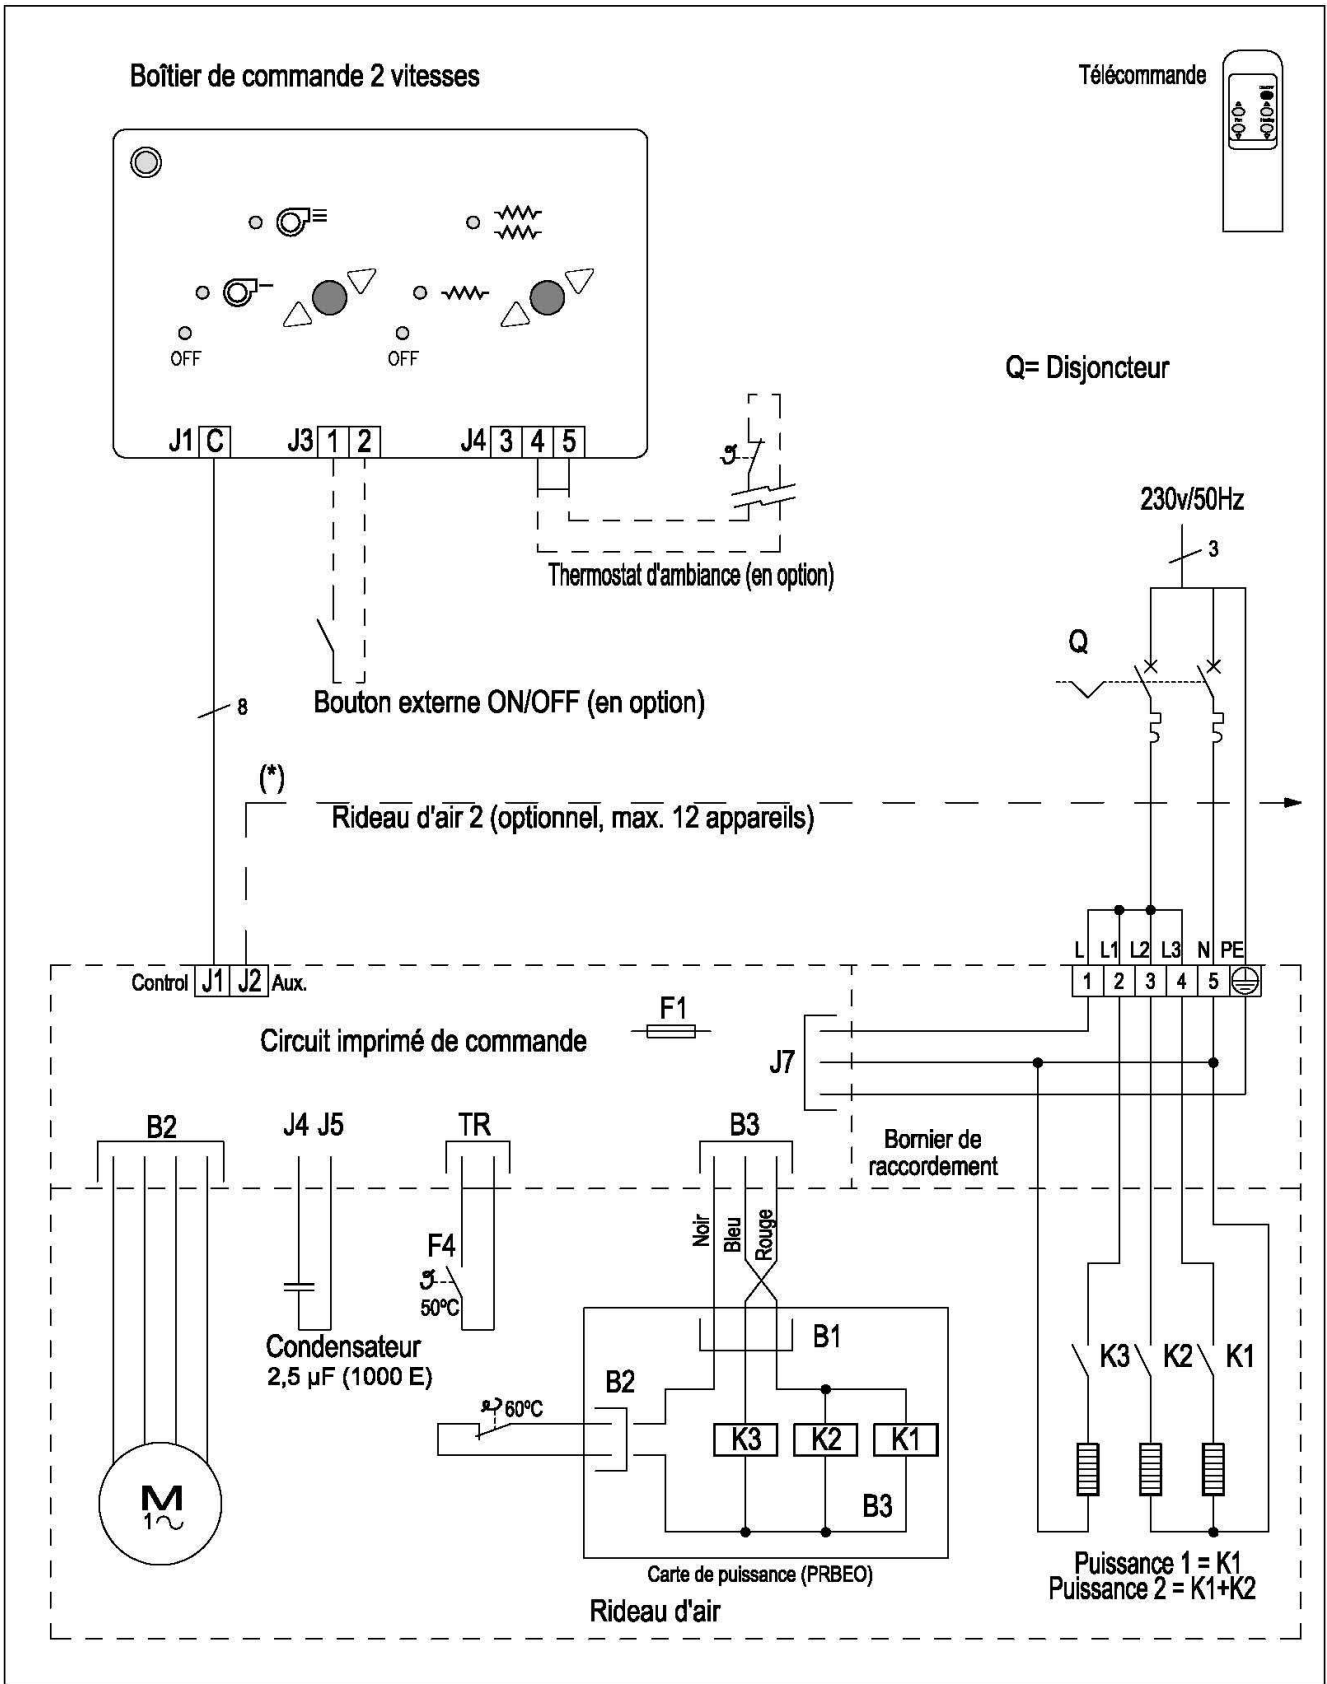 Boîtier de commande 2 vitesses
Télécommande
OFF
OFF
Q= Disjoncteur
J1 C
J3 1 2
J4 3 4 5
230v/50Hz
3
Thermostat d'ambiance (en option)
Q
Bouton externe ON/OFF (en option)
8
(*)
Rideau d'air 2 (optionnel, max. 12 appareils)
L L1 L2 L3 N PE
Control J1 J2 Aux.
1 2 3 4 5
F1
Circuit imprimé de commande
J7
B2
J4 J5
TR
B3
Bornier de
raccordement
Noir
Bleu
Rouge
F4
50ºC
Condensateur
2,5 µF (1000 E)
B1
K3 K2 K1
B2
60ºC
K3 K2 K1
M
1
B3
Carte de puissance (PRBEO)
Puissance 1 = K1
Puissance 2 = K1+K2
Rideau d'air